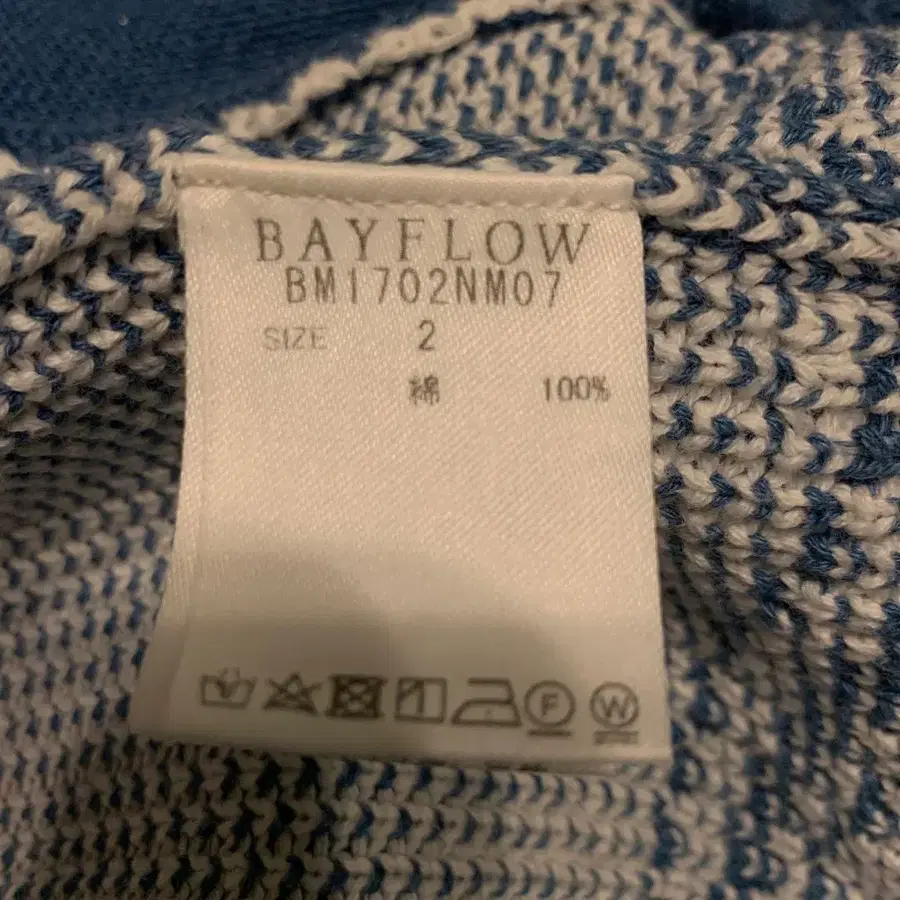 BAYFLOW
BM1702NM07
SIZE 2
綿 100%
F W